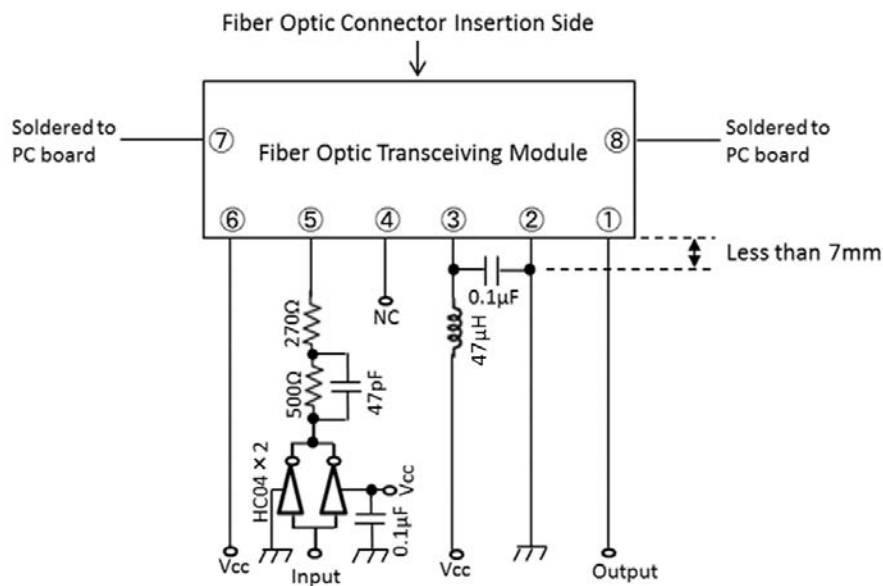 Fiber Optic Connector Insertion Side
Soldered to
PC board
⑦
Fiber Optic Transceiving Module
⑧
Soldered to
PC board
⑥
⑤
④
③
②
①
Less than 7mm
0.1μF
NC
270Ω
47μH
500Ω
47pF
HC04×2
Vcc
0.1μF
Vcc
Input
Vcc
Output